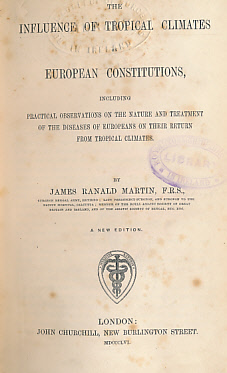 THE
INFLUENCE OF TROPICAL CLIMATES
EUROPEAN CONSTITUTIONS,
INCLUDING
PRACTICAL OBSERVATIONS ON THE NATURE AND TREATMENT
OF THE DISEASES OF EUROPEANS ON THEIR RETURN
FROM TROPICAL CLIMATES.
BY
JAMES RANALD MARTIN, F.R.S.,
A NEW EDITION.
LONDON:
JOHN CHURCHILL, NEW BURLINGTON STREET.
MDCCCLVI.